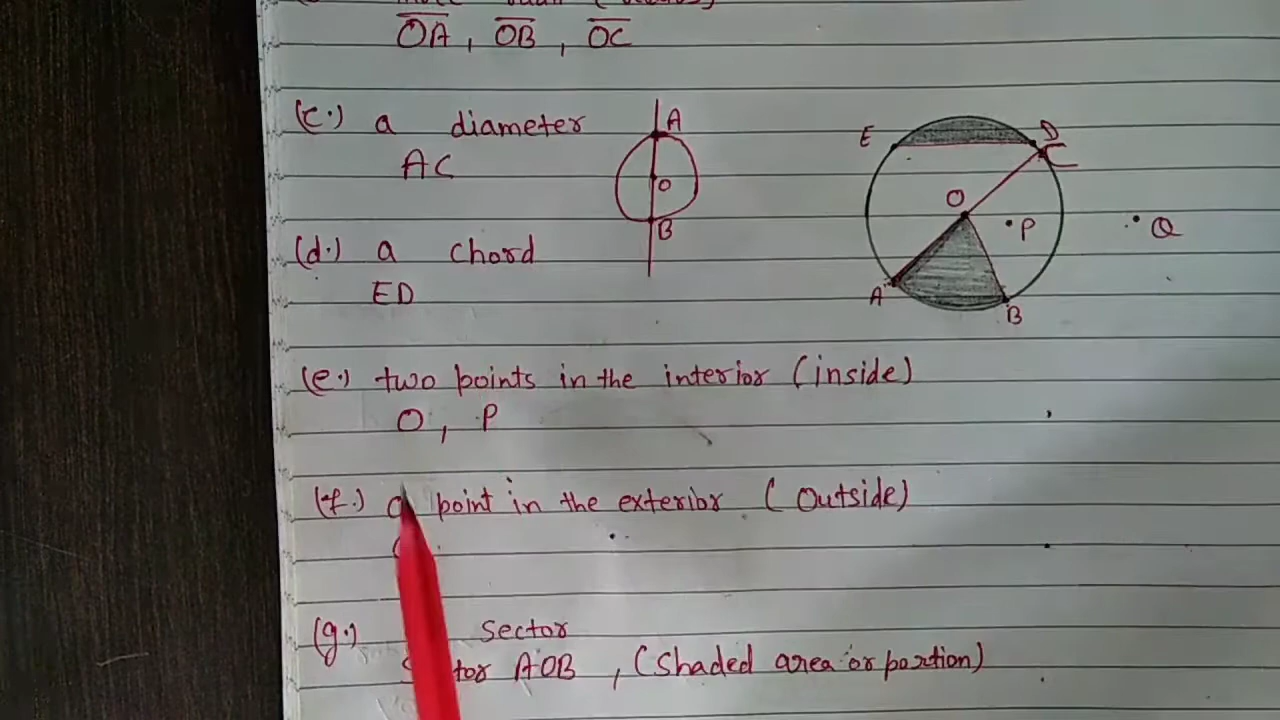 OA, OB, OC
(c.) a diameter
AC
A
O
B
E
D
C
O
P
Q
A
B
(d.) a chord
ED
(e.) two points in the interior (inside)
O, P
(f.) a point in the exterior (outside)
(g.) sector
AOB, (shaded area or portion)